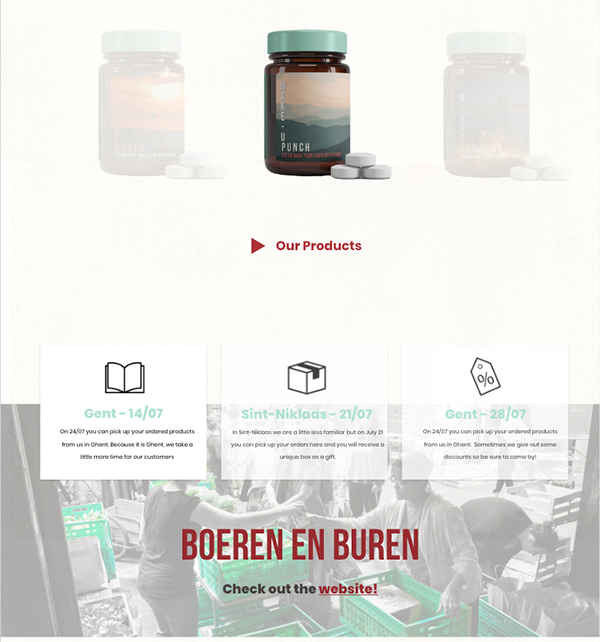 WAKE-U
PUNCH
PUNCH
Our Products
Gent - 14/07
On 24/07 you can pick up your ordered products
from us in Ghent, Because it is Ghent, we take a
little more time for our customers
Sint-Niklaas - 21/07
In Sint-Niklaas we are a little less familiar but on July 21
you can pick up your orders here and you will receive a
unique box as a gift.
Gent - 28/07
On 24/07 you can pick up your ordered products
from us in Ghent. Sometimes we give out some
discounts so be sure to come by!
BOEREN EN BUREN
Check out the website!